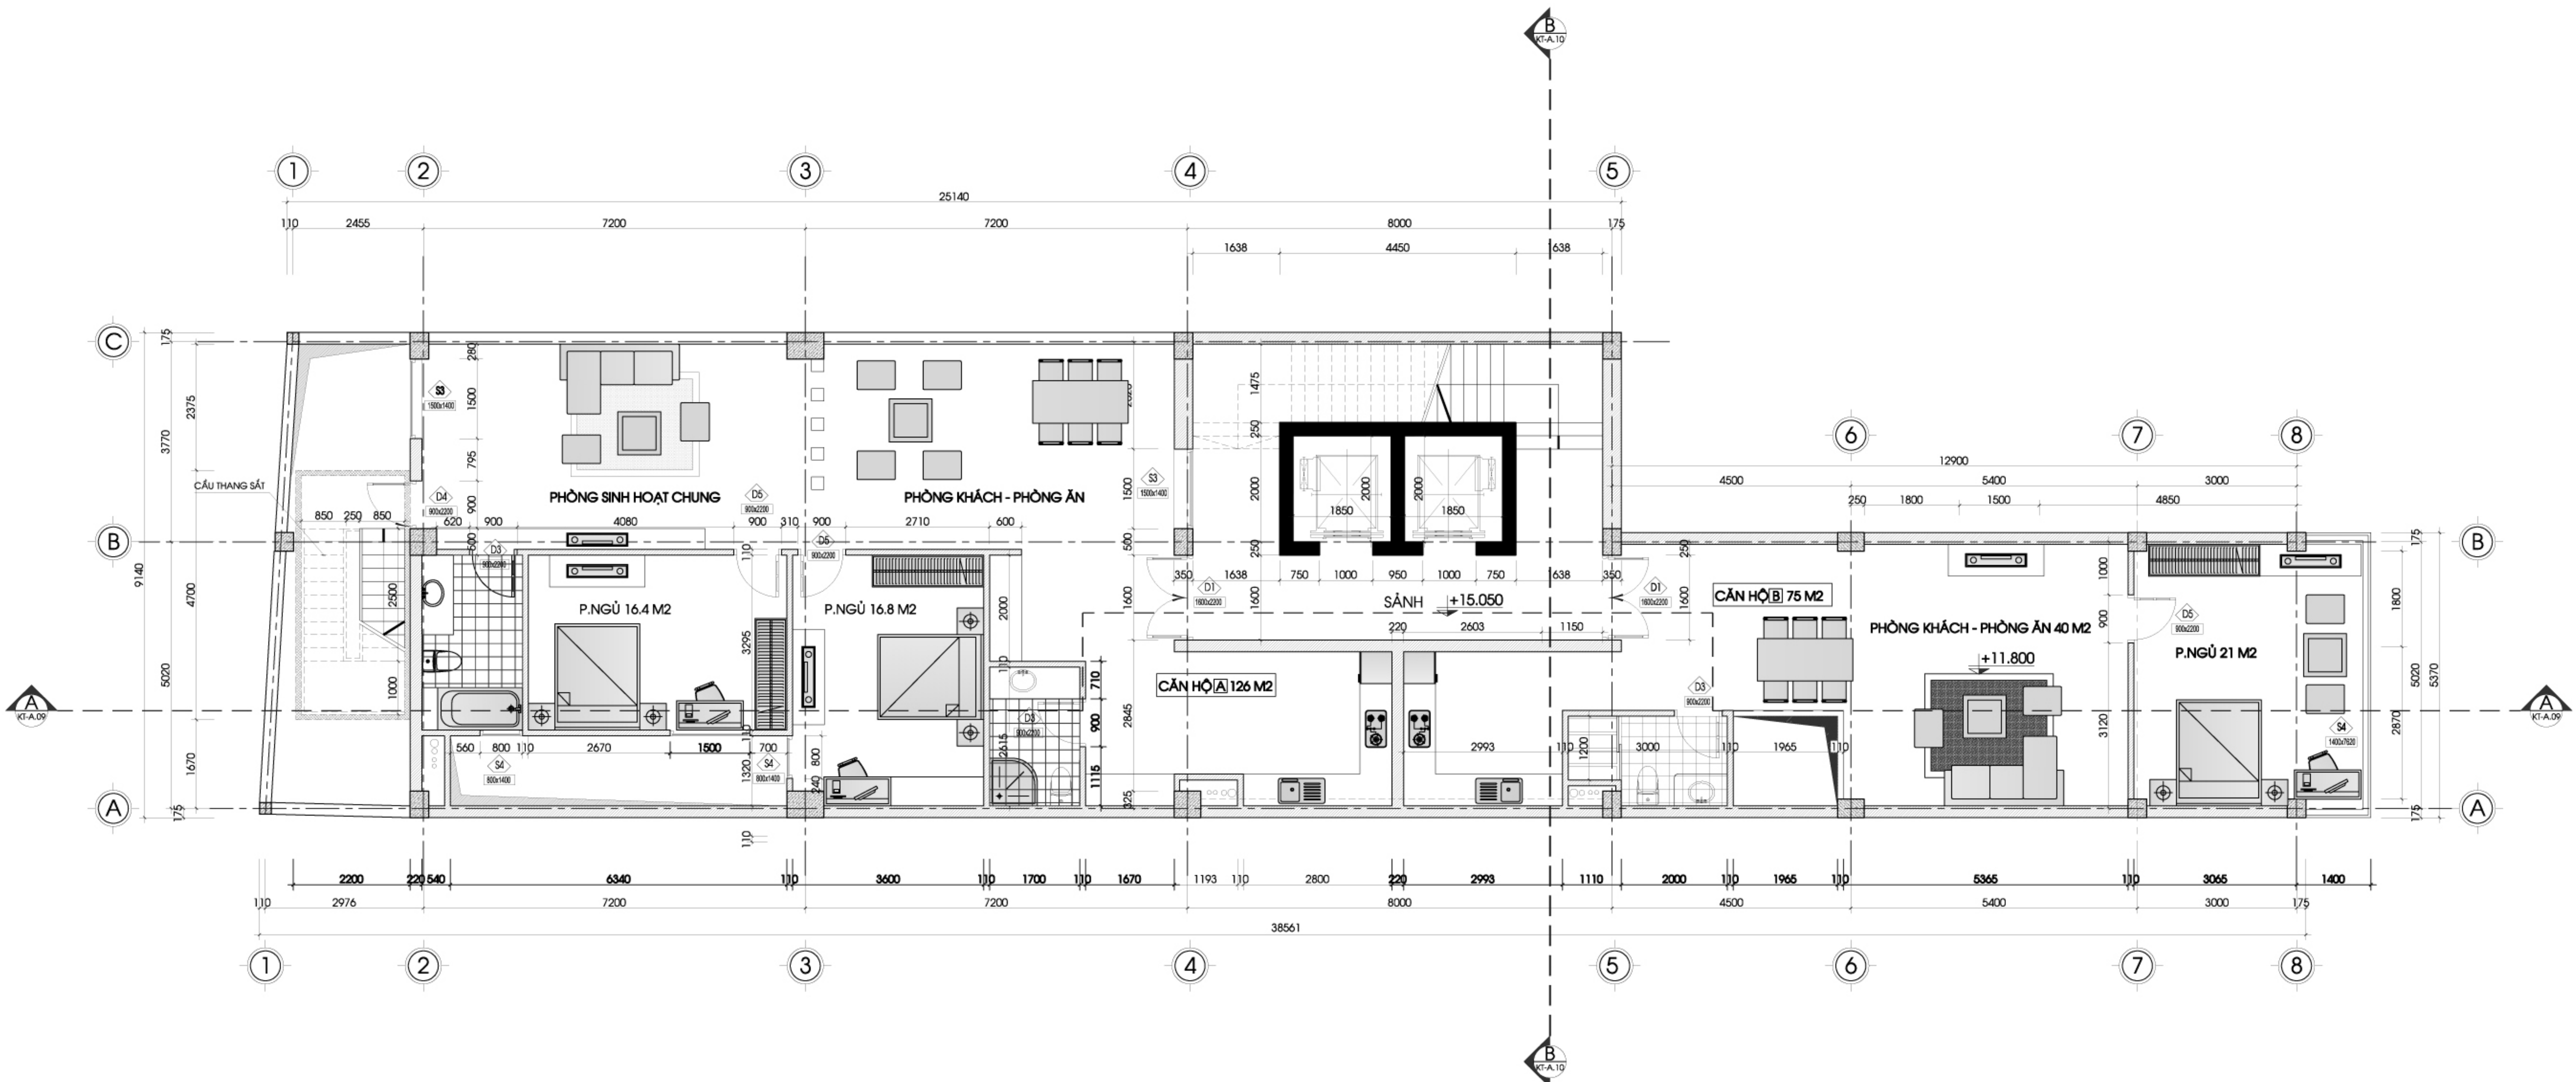 B
KT-A.10
1 2 3 4 5
25140
110 2455 7200 7200 8000 175
1638 4450 1638
C
175
280
2375
1500
S3
1500x1400
1475
250
3770
795
6 7 8
12900
4500 5400 3000
250 1800 1500 4850
CẦU THANG SẮT
D4
900x2200
900
PHÒNG SINH HOẠT CHUNG
D5
900x2200
PHÒNG KHÁCH - PHÒNG ĂN
1500
S3
1500x1400
2000 2000 2000
1850 1850
850 250 850 620 900 4080 900 310 900 2710 600
B
9140
500
D3
900x2200
110
D5
900x2200
500
250
250
175
B
350 1638 750 1000 950 1000 750 638 350
D1
1600x2200
D1
1600x2200
1600 1600 1600
SẢNH +15.050
220 2603 1150
4700
2500
P.NGỦ 16.4 M2
P.NGỦ 16.8 M2
2000
3295
110
CĂN HỘ B 75 M2
PHÒNG KHÁCH - PHÒNG ĂN 40 M2
+11.800
1000
900
D5
900x2200
P.NGỦ 21 M2
1800
5020
1000
710
CĂN HỘ A 126 M2
D3
900x2200
5020
5370
A
KT-A.09
A
KT-A.09
D3
900x2200
900
2845
3120
S4
1400x7620
2870
1670
560 800 110 2670 1500 700
110
S4
800x1400
1320
S4
800x1400
800
240
2615
1115
325
2993 110 1200 3000 110 1965 110
A
175
175
A
110
2200 220 540 6340 110 3600 110 1700 110 1670 1193 110 2800 220 2993 1110 2000 110 1965 110 5365 110 3065 1400
110 2976 7200 7200 8000 4500 5400 3000 175
38561
1 2 3 4 5 6 7 8
B
KT-A.10